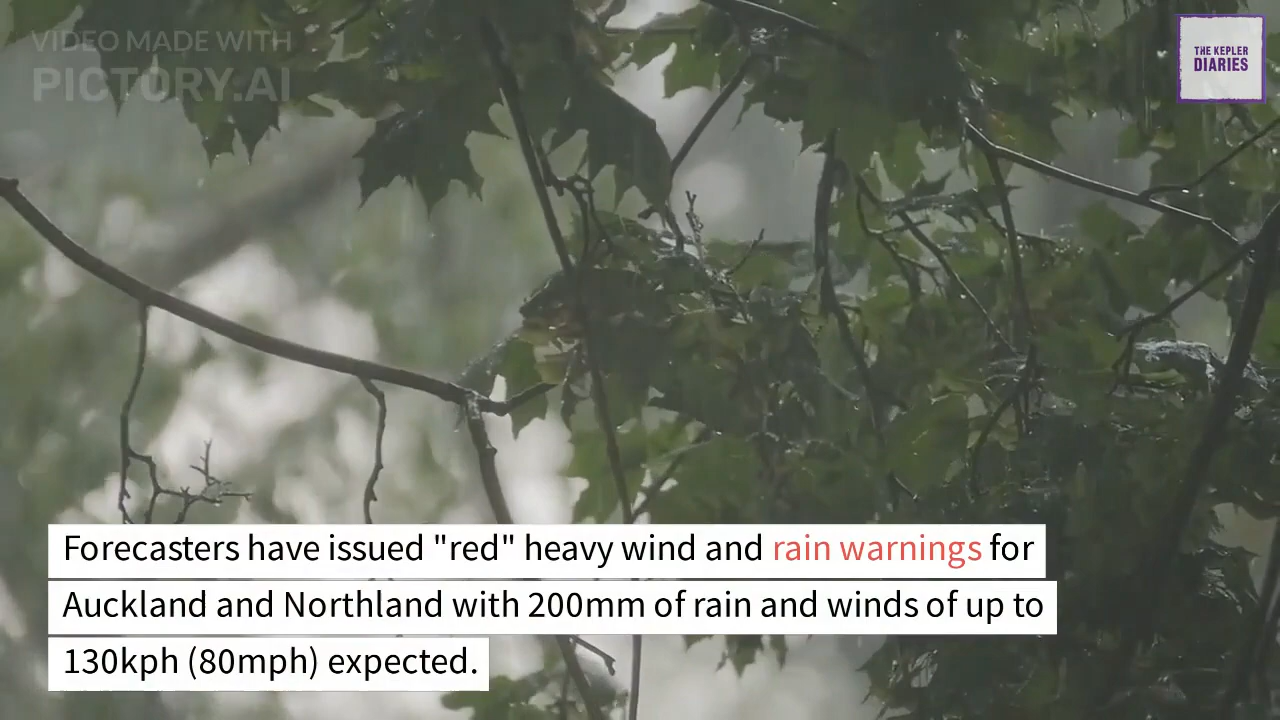 VIDEO MADE WITH
PICTORY.AI
THE KEPLER
DIARIES
Forecasters have issued "red" heavy wind and rain warnings for
Auckland and Northland with 200mm of rain and winds of up to
130kph (80mph) expected.